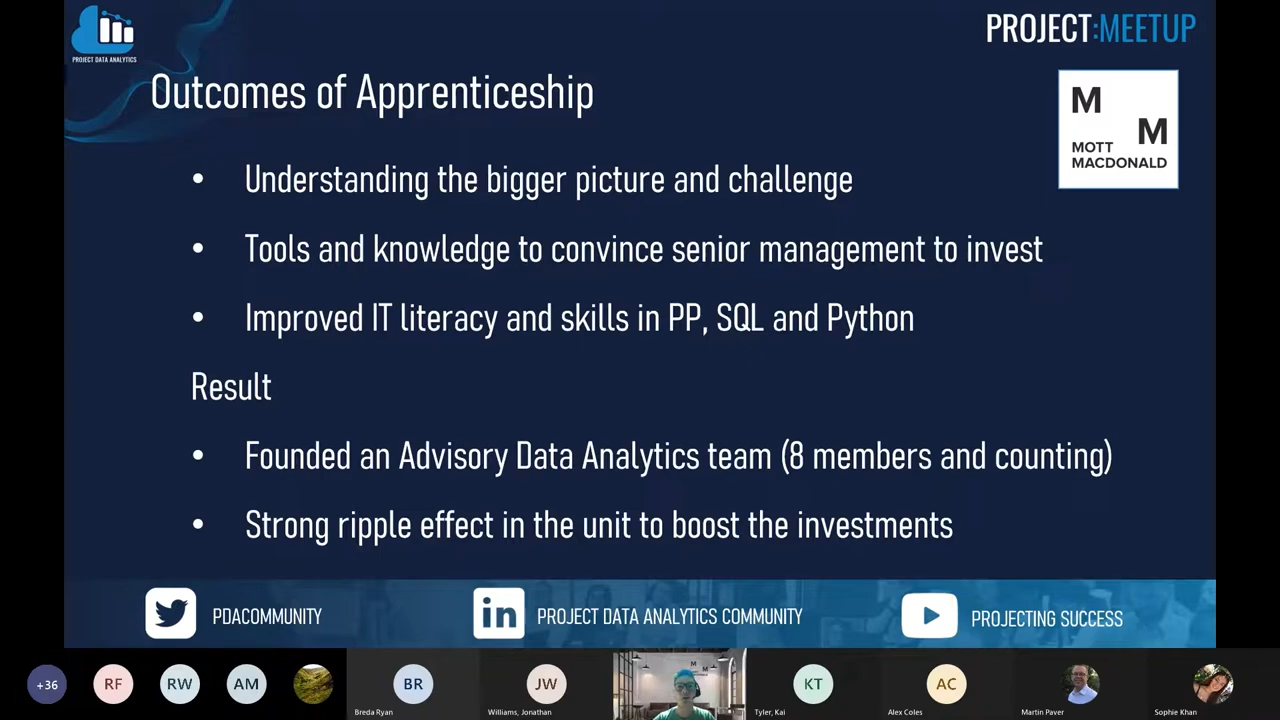 PROJECT DATA ANALYTICS
PROJECT:MEETUP
Outcomes of Apprenticeship
M
M
MOTT
MACDONALD
• Understanding the bigger picture and challenge
• Tools and knowledge to convince senior management to invest
• Improved IT literacy and skills in PP, SQL and Python
Result
• Founded an Advisory Data Analytics team (8 members and counting)
• Strong ripple effect in the unit to boost the investments
PDACOMMUNITY
in
PROJECT DATA ANALYTICS COMMUNITY
PROJECTING SUCCESS
+36
RF
RW
AM
BR
Breda Ryan
JW
Williams, Jonathan
M
M
KT
Tyler, Kai
AC
Alex Coles
Martin Paver
Sophie Khan